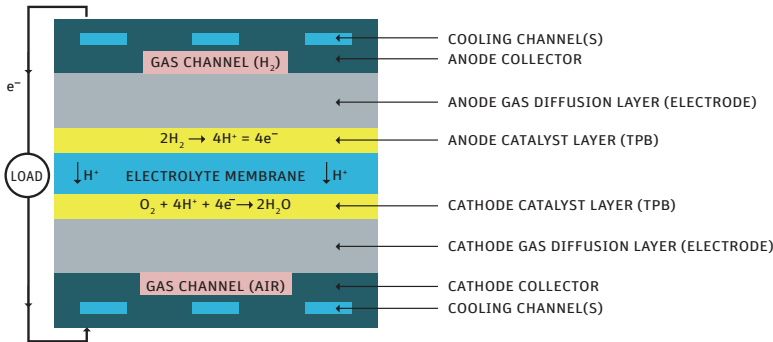 COOLING CHANNEL(S)
GAS CHANNEL (H₂)
ANODE COLLECTOR
e⁻
ANODE GAS DIFFUSION LAYER (ELECTRODE)
2H₂ → 4H⁺ = 4e⁻
ANODE CATALYST LAYER (TPB)
LOAD
↓H⁺ ELECTROLYTE MEMBRANE ↓H⁺
O₂ + 4H⁺ + 4e⁻→2H₂O
CATHODE CATALYST LAYER (TPB)
CATHODE GAS DIFFUSION LAYER (ELECTRODE)
GAS CHANNEL (AIR)
CATHODE COLLECTOR
COOLING CHANNEL(S)